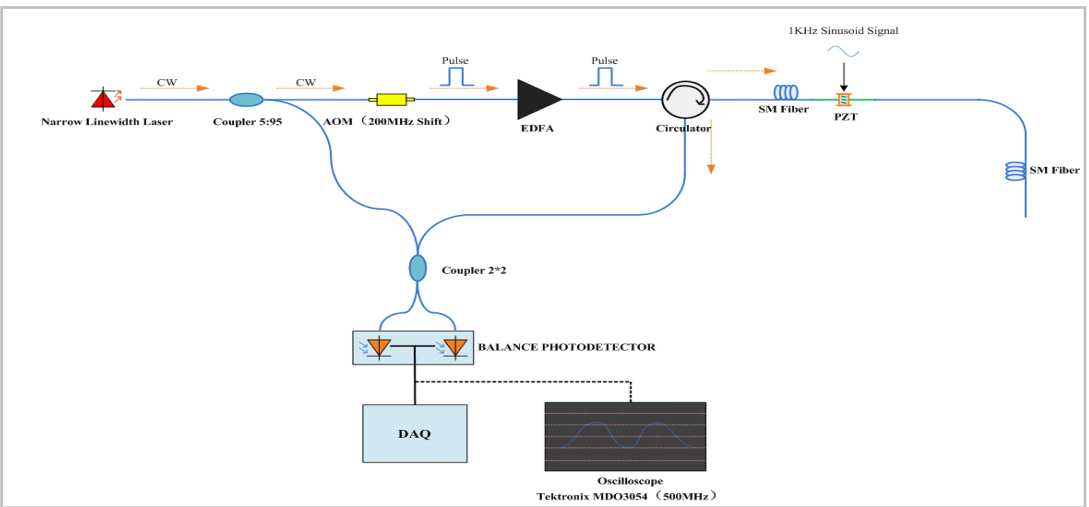 1KHz Sinusoid Signal
CW
CW
Pulse
Pulse
Narrow Linewidth Laser
Coupler 5:95
AOM（200MHz Shift）
EDFA
Circulator
SM Fiber
PZT
SM Fiber
Coupler 2*2
BALANCE PHOTODETECTOR
DAQ
Oscilloscope
Tektronix MDO3054（500MHz）